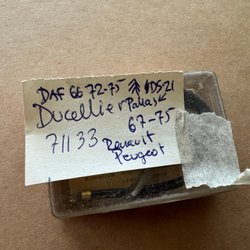 DAF 66 72-75 DS21
Ducellier Pallas
71133 67-75
Renault
Peugeot